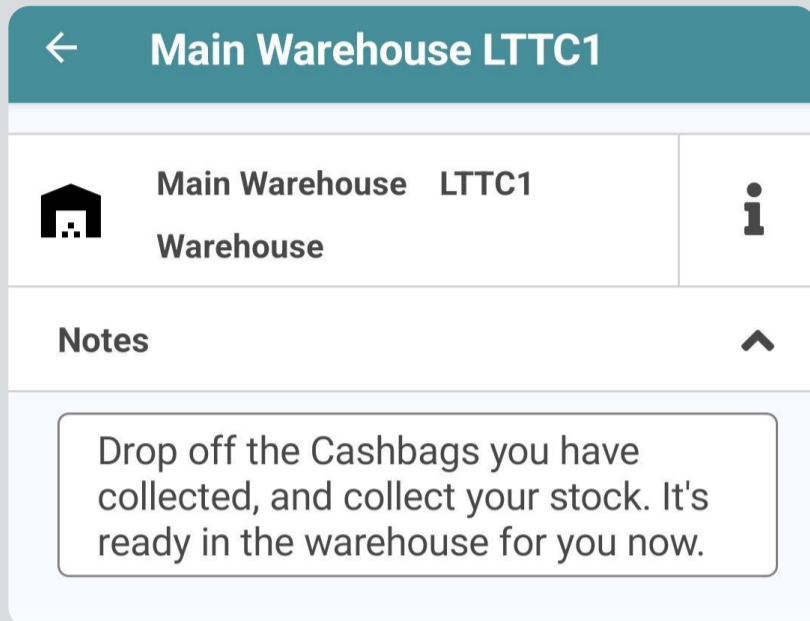 Main Warehouse LTTC1
Main Warehouse LTTC1
Warehouse
Notes
Drop off the Cashbags you have
collected, and collect your stock. It's
ready in the warehouse for you now.